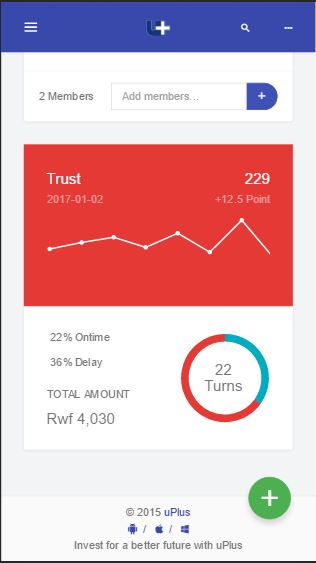 U+
2 Members
Add members...
+
Trust
229
2017-01-02
+12.5 Point
22% Ontime
36% Delay
22
Turns
TOTAL AMOUNT
Rwf 4,030
+
© 2015 uPlus
/ /
Invest for a better future with uPlus